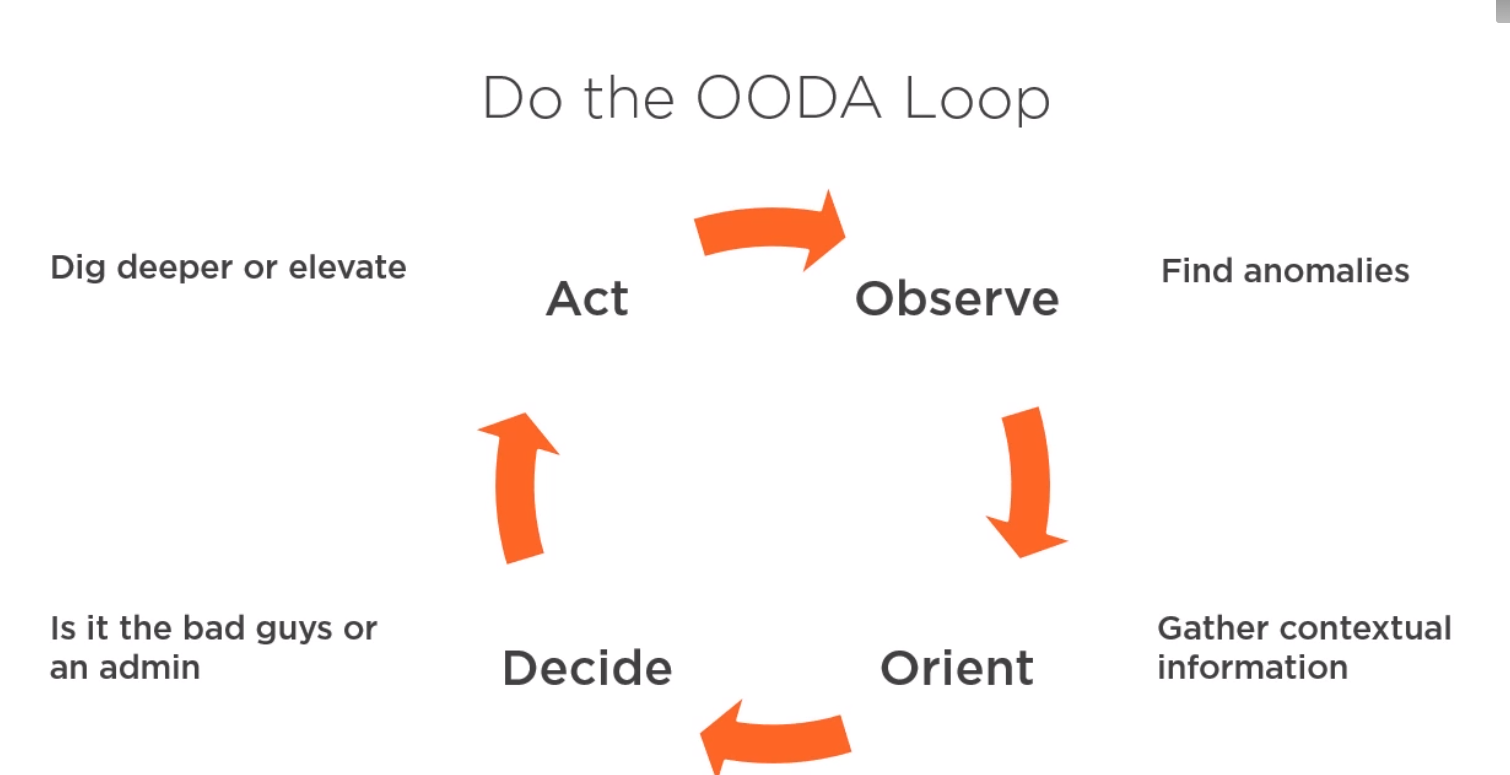 Do the OODA Loop
Dig deeper or elevate
Act
Observe
Find anomalies
Is it the bad guys or
an admin
Decide
Orient
Gather contextual
information